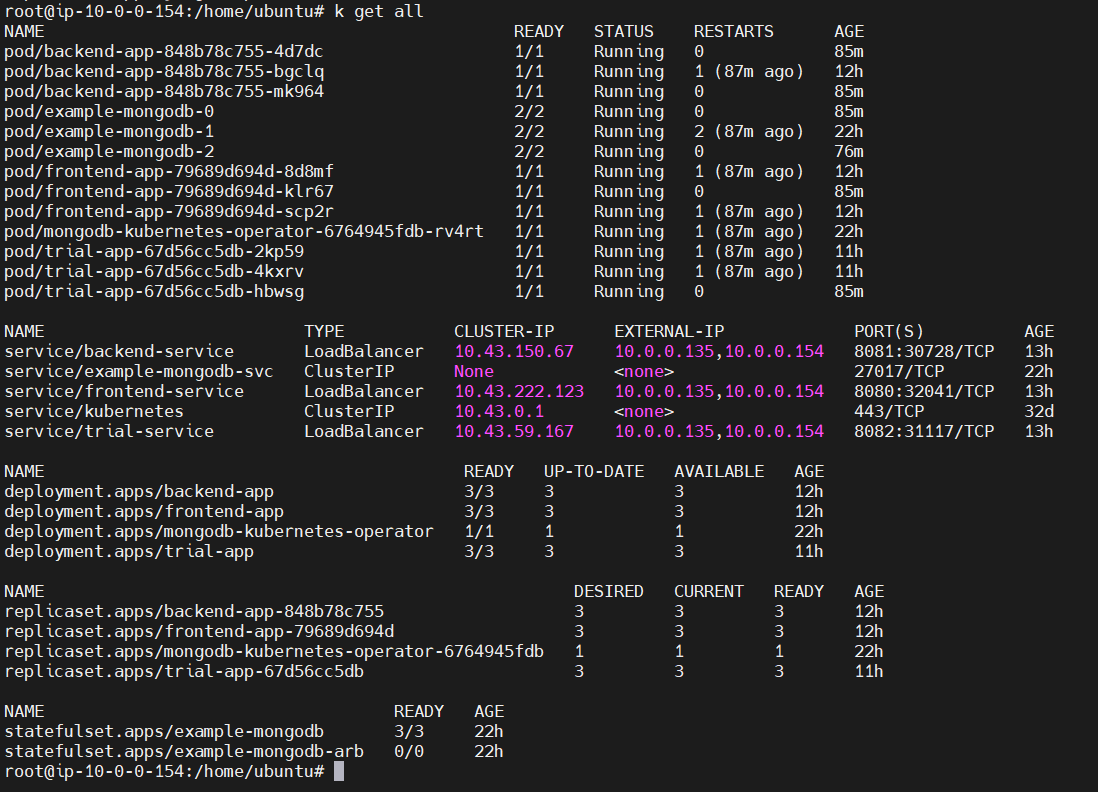 root@ip-10-0-0-154:/home/ubuntu# k get all
NAME READY STATUS RESTARTS AGE
pod/backend-app-848b78c755-4d7dc 1/1 Running 0 85m
pod/backend-app-848b78c755-bgclq 1/1 Running 1 (87m ago) 12h
pod/backend-app-848b78c755-mk964 1/1 Running 0 85m
pod/example-mongodb-0 2/2 Running 0 85m
pod/example-mongodb-1 2/2 Running 2 (87m ago) 22h
pod/example-mongodb-2 2/2 Running 0 76m
pod/frontend-app-79689d694d-8d8mf 1/1 Running 1 (87m ago) 12h
pod/frontend-app-79689d694d-klr67 1/1 Running 0 85m
pod/frontend-app-79689d694d-scp2r 1/1 Running 1 (87m ago) 12h
pod/mongodb-kubernetes-operator-6764945fdb-rv4rt 1/1 Running 1 (87m ago) 22h
pod/trial-app-67d56cc5db-2kp59 1/1 Running 1 (87m ago) 11h
pod/trial-app-67d56cc5db-4kxrv 1/1 Running 1 (87m ago) 11h
pod/trial-app-67d56cc5db-hbwsg 1/1 Running 0 85m
NAME TYPE CLUSTER-IP EXTERNAL-IP PORT(S) AGE
service/backend-service LoadBalancer 10.43.150.67 10.0.0.135,10.0.0.154 8081:30728/TCP 13h
service/example-mongodb-svc ClusterIP None <none> 27017/TCP 22h
service/frontend-service LoadBalancer 10.43.222.123 10.0.0.135,10.0.0.154 8080:32041/TCP 13h
service/kubernetes ClusterIP 10.43.0.1 <none> 443/TCP 32d
service/trial-service LoadBalancer 10.43.59.167 10.0.0.135,10.0.0.154 8082:31117/TCP 13h
NAME READY UP-TO-DATE AVAILABLE AGE
deployment.apps/backend-app 3/3 3 3 12h
deployment.apps/frontend-app 3/3 3 3 12h
deployment.apps/mongodb-kubernetes-operator 1/1 1 1 22h
deployment.apps/trial-app 3/3 3 3 11h
NAME DESIRED CURRENT READY AGE
replicaset.apps/backend-app-848b78c755 3 3 3 12h
replicaset.apps/frontend-app-79689d694d 3 3 3 12h
replicaset.apps/mongodb-kubernetes-operator-6764945fdb 1 1 1 22h
replicaset.apps/trial-app-67d56cc5db 3 3 3 11h
NAME READY AGE
statefulset.apps/example-mongodb 3/3 22h
statefulset.apps/example-mongodb-arb 0/0 22h
root@ip-10-0-0-154:/home/ubuntu#